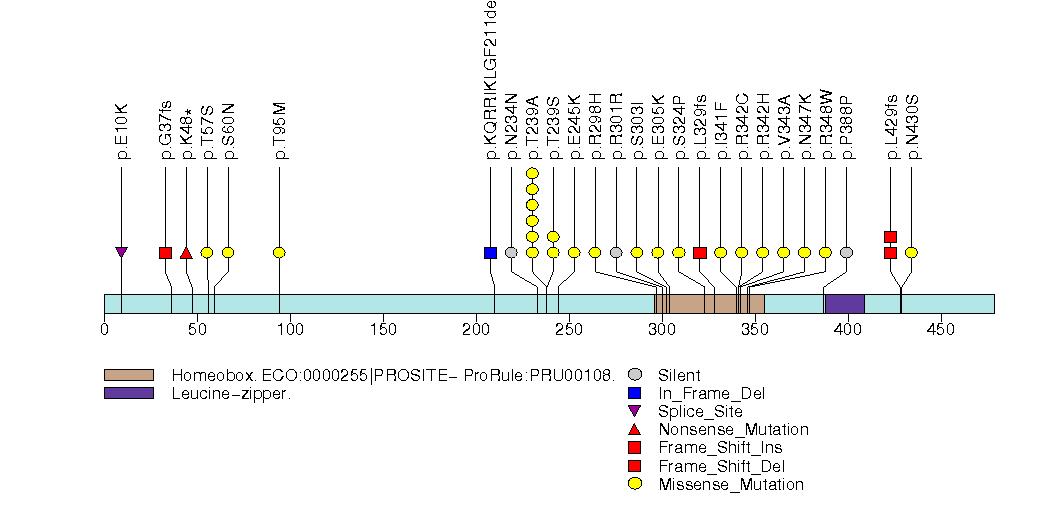 p.E10K
p.G37fs
p.K48*
p.T57S
p.S60N
p.T95M
p.KQRRIKLGF211de
p.N234N
p.T239A
p.T239S
p.E245K
p.R298H
p.R301R
p.S303I
p.E305K
p.S324P
p.L329fs
p.I341F
p.R342C
p.R342H
p.V343A
p.N347K
p.R348W
p.P388P
p.L429fs
p.N430S
0 50 100 150 200 250 300 350 400 450
Homeobox. ECO:0000255|PROSITE- ProRule:PRU00108.
Leucine-zipper.
Silent
In_Frame_Del
Splice_Site
Nonsense_Mutation
Frame_Shift_Ins
Frame_Shift_Del
Missense_Mutation